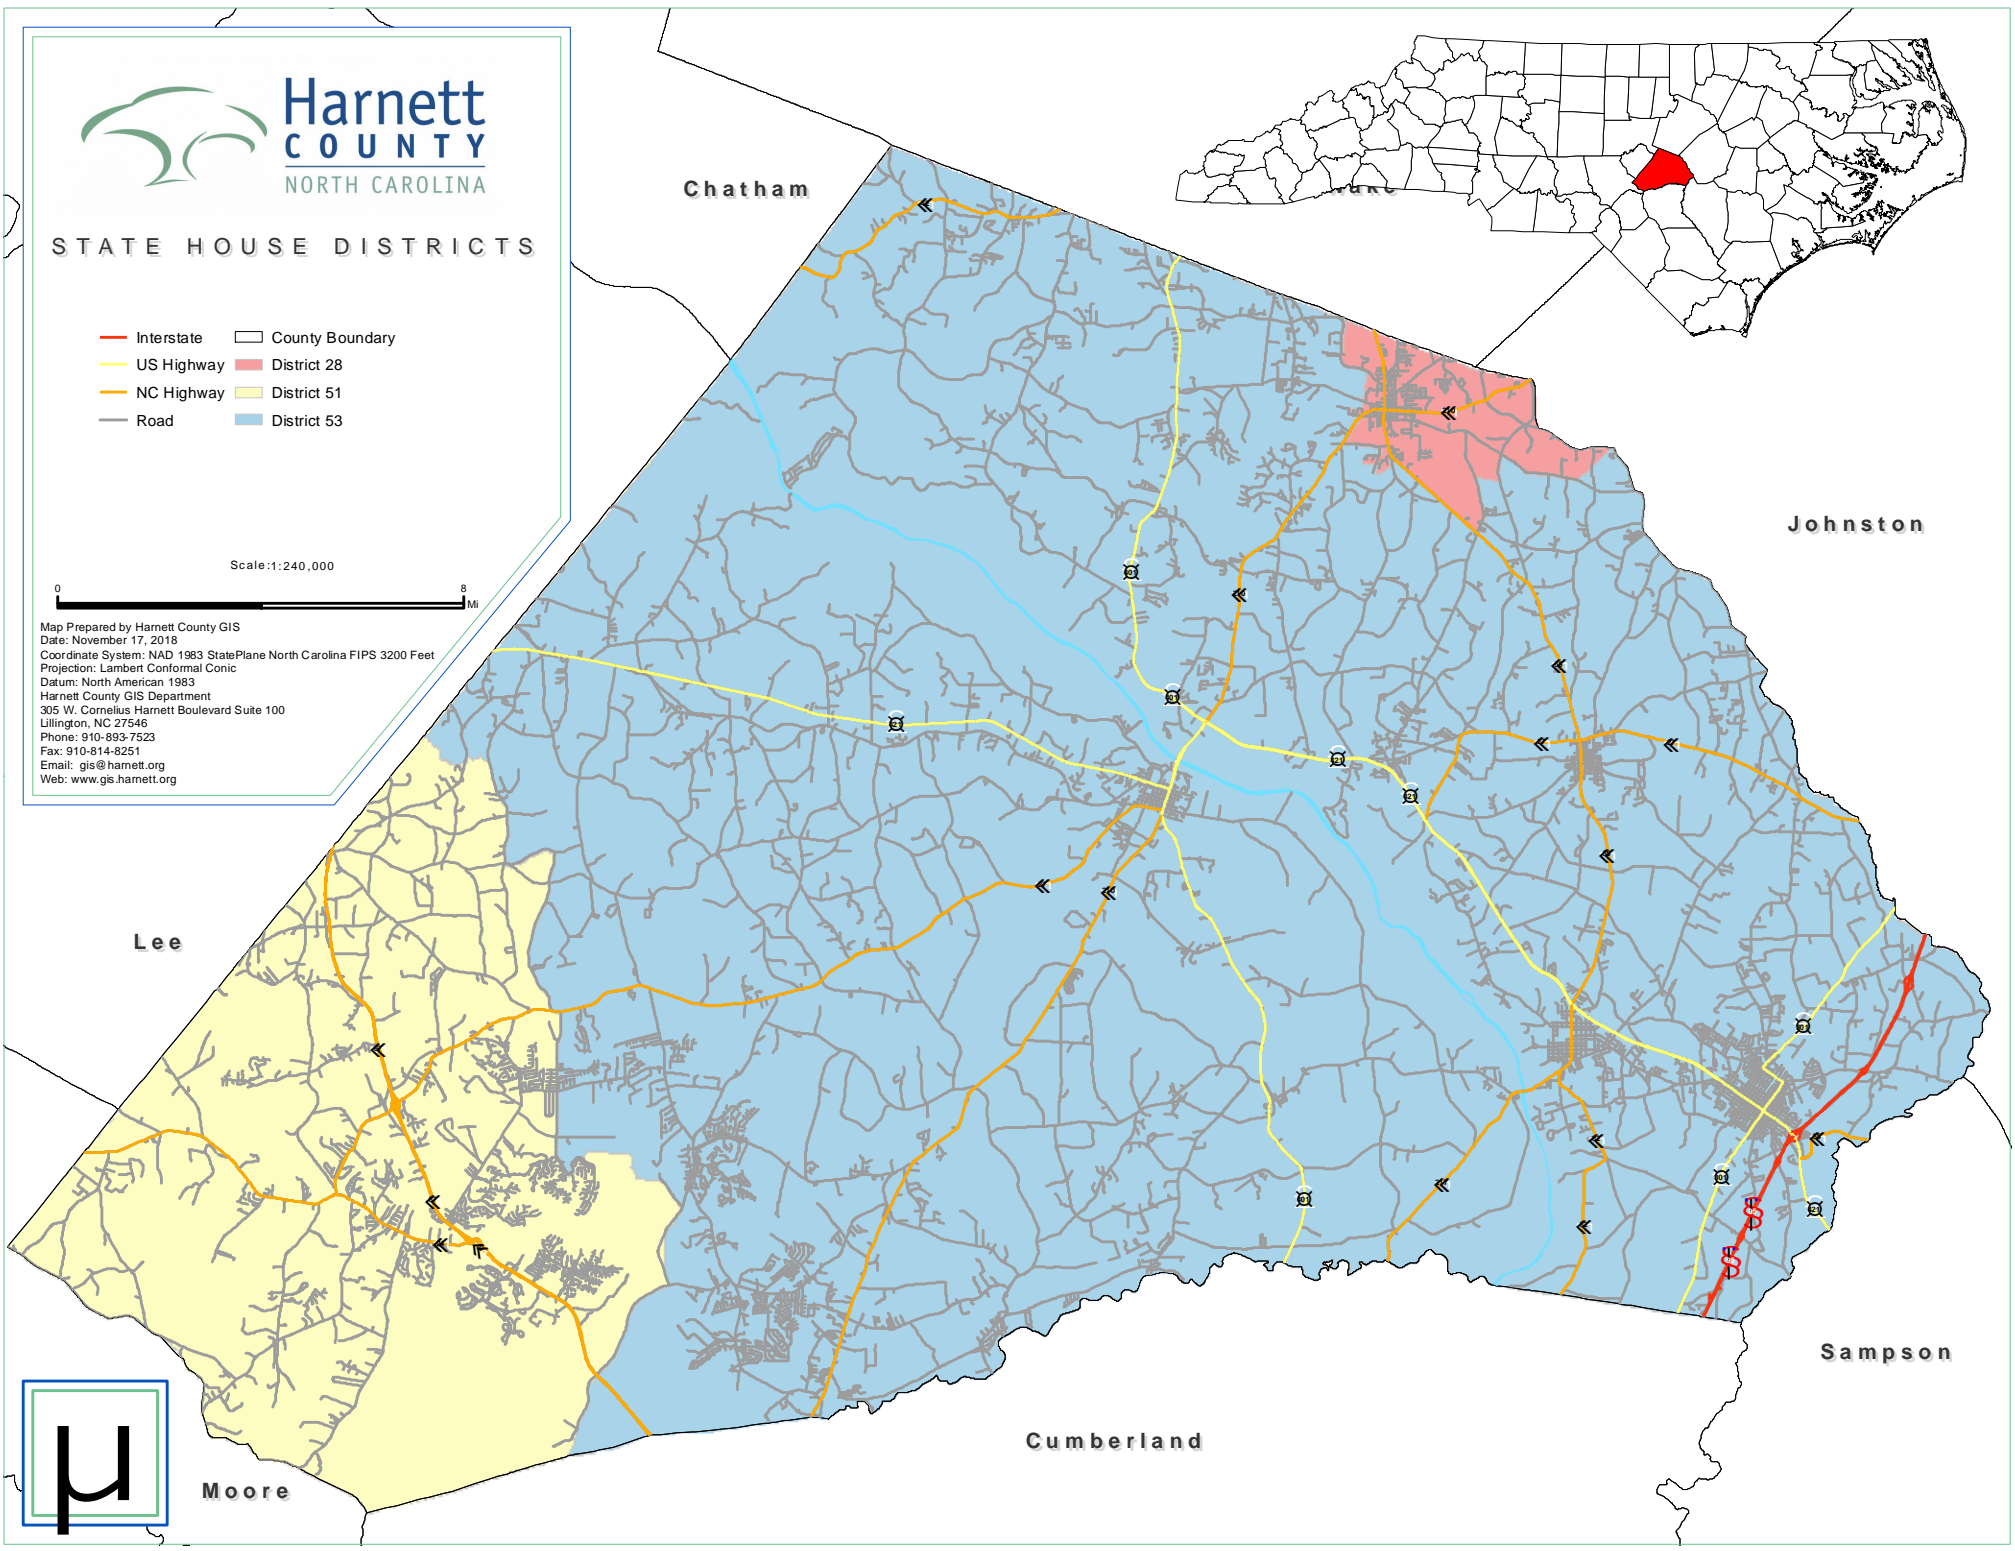 Harnett
COUNTY
NORTH CAROLINA
STATE HOUSE DISTRICTS
Interstate
US Highway
NC Highway
Road
County Boundary
District 28
District 51
District 53
Scale:1:240,000
0 8
Mi
Map Prepared by Harnett County GIS
Date: November 17, 2018
Coordinate System: NAD 1983 StatePlane North Carolina FIPS 3200 Feet
Projection: Lambert Conformal Conic
Datum: North American 1983
Harnett County GIS Department
305 W. Cornelius Harnett Boulevard Suite 100
Lillington, NC 27546
Phone: 910-893-7523
Fax: 910-814-8251
Email:  gis@harnett.org
Web: www.gis.harnett.org
Chatham
Johnston
Lee
Sampson
Cumberland
Moore
µ